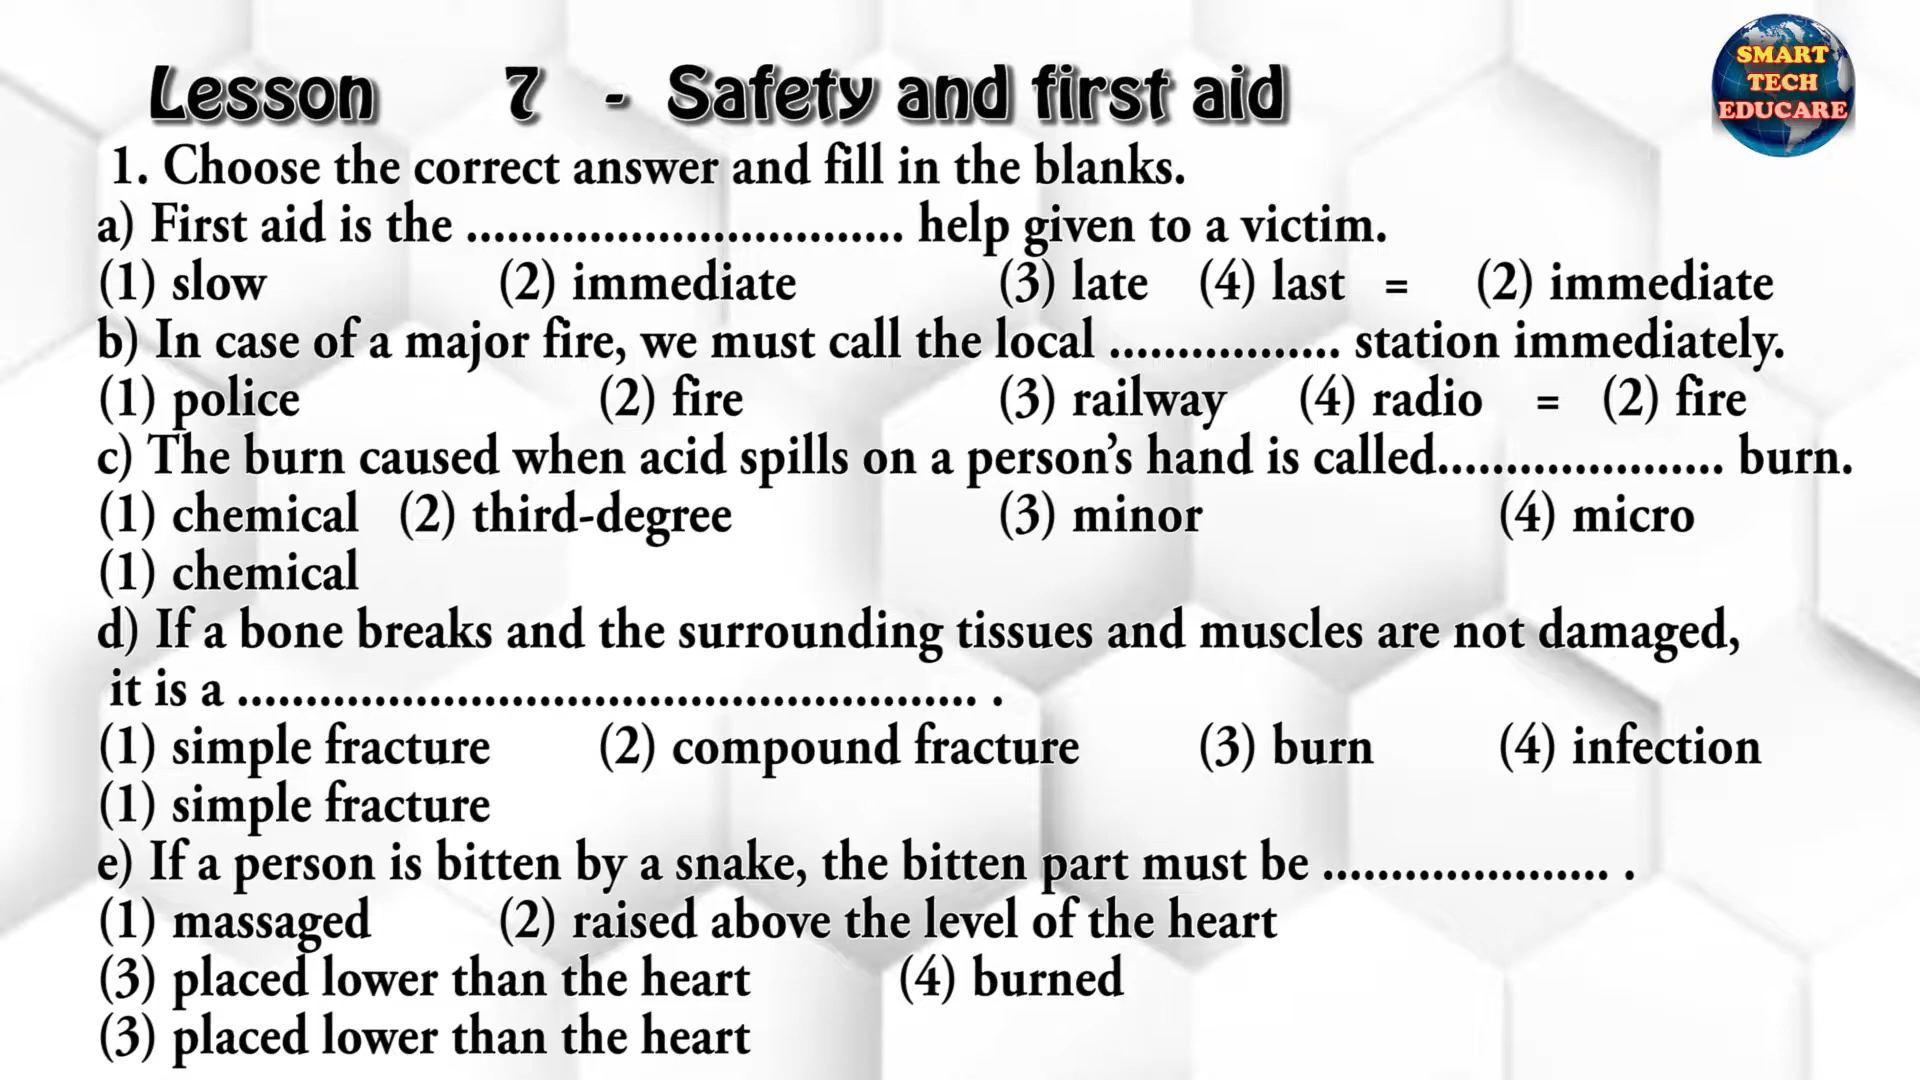 Lesson 7 - Safety and first aid
SMART
TECH
EDUCARE
1. Choose the correct answer and fill in the blanks.
a) First aid is the ................................ help given to a victim.
(1) slow (2) immediate (3) late (4) last = (2) immediate
b) In case of a major fire, we must call the local ................. station immediately.
(1) police (2) fire (3) railway (4) radio = (2) fire
c) The burn caused when acid spills on a person’s hand is called..................... burn.
(1) chemical (2) third-degree (3) minor (4) micro
(1) chemical
d) If a bone breaks and the surrounding tissues and muscles are not damaged,
it is a ...................................................... .
(1) simple fracture (2) compound fracture (3) burn (4) infection
(1) simple fracture
e) If a person is bitten by a snake, the bitten part must be ..................... .
(1) massaged (2) raised above the level of the heart
(3) placed lower than the heart (4) burned
(3) placed lower than the heart